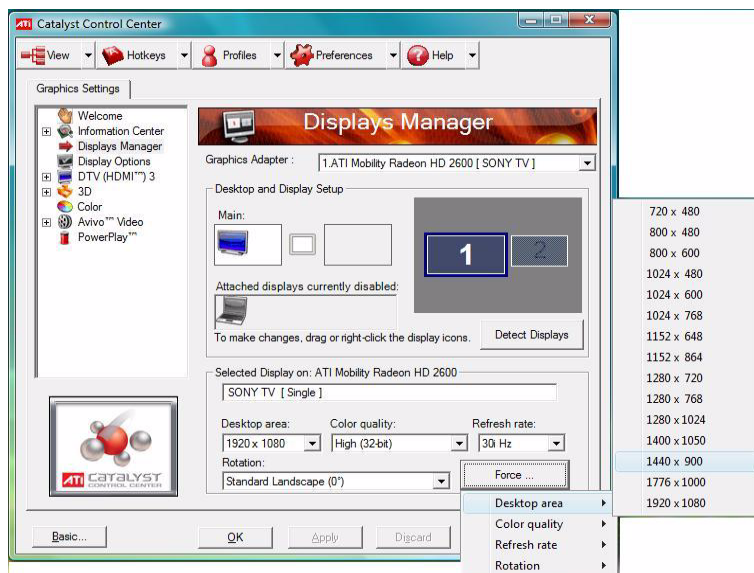 ATI Catalyst Control Center
View Hotkeys Profiles Preferences Help
Graphics Settings
Welcome
Information Center
Displays Manager
Display Options
DTV (HDMI™) 3
3D
Color
Avivo™ Video
PowerPlay™
ATI CATALYST
CONTROL CENTER
Displays Manager
Graphics Adapter : 1.ATI Mobility Radeon HD 2600 [ SONY TV ]
Desktop and Display Setup
Main:
1 2
Attached displays currently disabled:
To make changes, drag or right-click the display icons.
Detect Displays
Selected Display on: ATI Mobility Radeon HD 2600
SONY TV [ Single ]
Desktop area: Color quality: Refresh rate:
1920 x 1080 High (32-bit) 30i Hz
Rotation:
Standard Landscape (0°)
Force ...
Basic... OK Apply Discard
Desktop area
Color quality
Refresh rate
Rotation
720 x 480
800 x 480
800 x 600
1024 x 480
1024 x 600
1024 x 768
1152 x 648
1152 x 864
1280 x 720
1280 x 768
1280 x 1024
1400 x 1050
1440 x 900
1776 x 1000
1920 x 1080